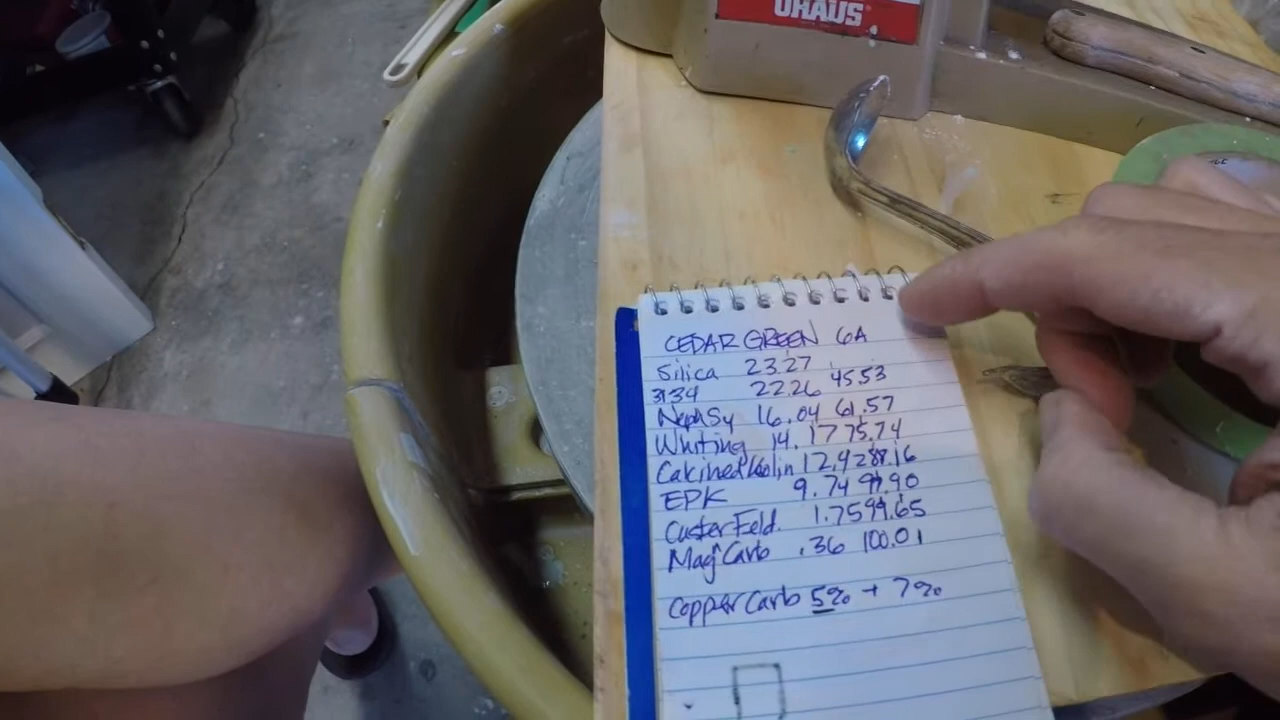 OHAUS
CEDAR GREEN 6A
Silica 23.27
3134 22.26 45.53
Neph Sy 16.04 61.57
Whiting 14.17 75.74
Calcined Kaolin 12.42 88.16
EPK 9.74 97.90
Custer Feld. 1.75 99.65
Mag Carb .36 100.01
Copper Carb 5% + 7%